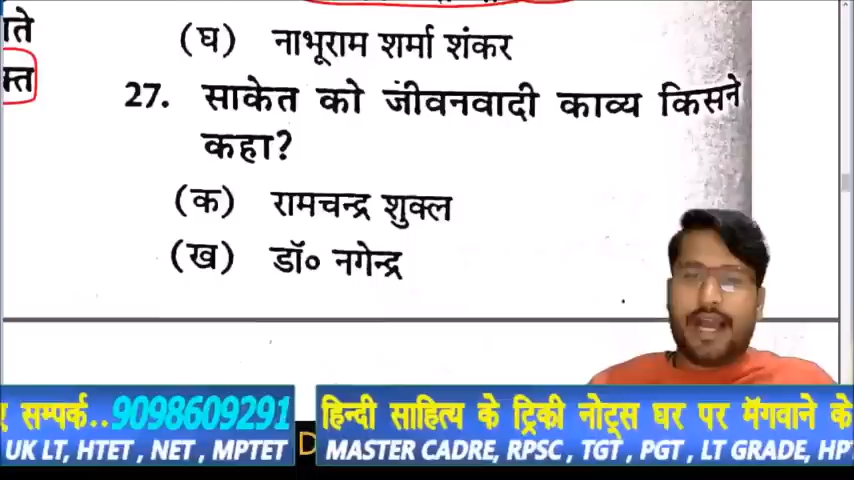 ाते
स्त
(घ) नाभूराम शर्मा शंकर
27. साकेत को जीवनवादी काव्य किसने
कहा?
(क) रामचन्द्र शुक्ल
(ख) डॉ० नगेन्द्र
सम्पर्क..9098609291
हिन्दी साहित्य के ट्रिकी नोट्स घर पर मॅगवाने के
UK LT, HTET , NET , MPTET
D
MASTER CADRE, RPSC , TGT , PGT , LT GRADE, HP